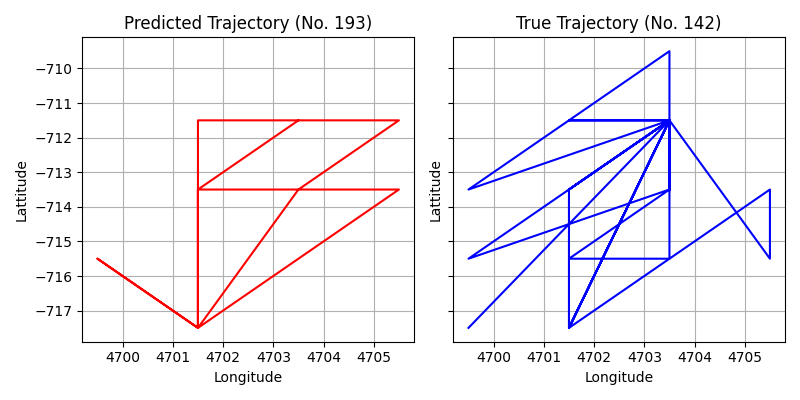 Predicted Trajectory (No. 193)
True Trajectory (No. 142)
−710
−711
−712
−713
−714
−715
−716
−717
Lattitude
Lattitude
4700 4701 4702 4703 4704 4705
4700 4701 4702 4703 4704 4705
Longitude
Longitude